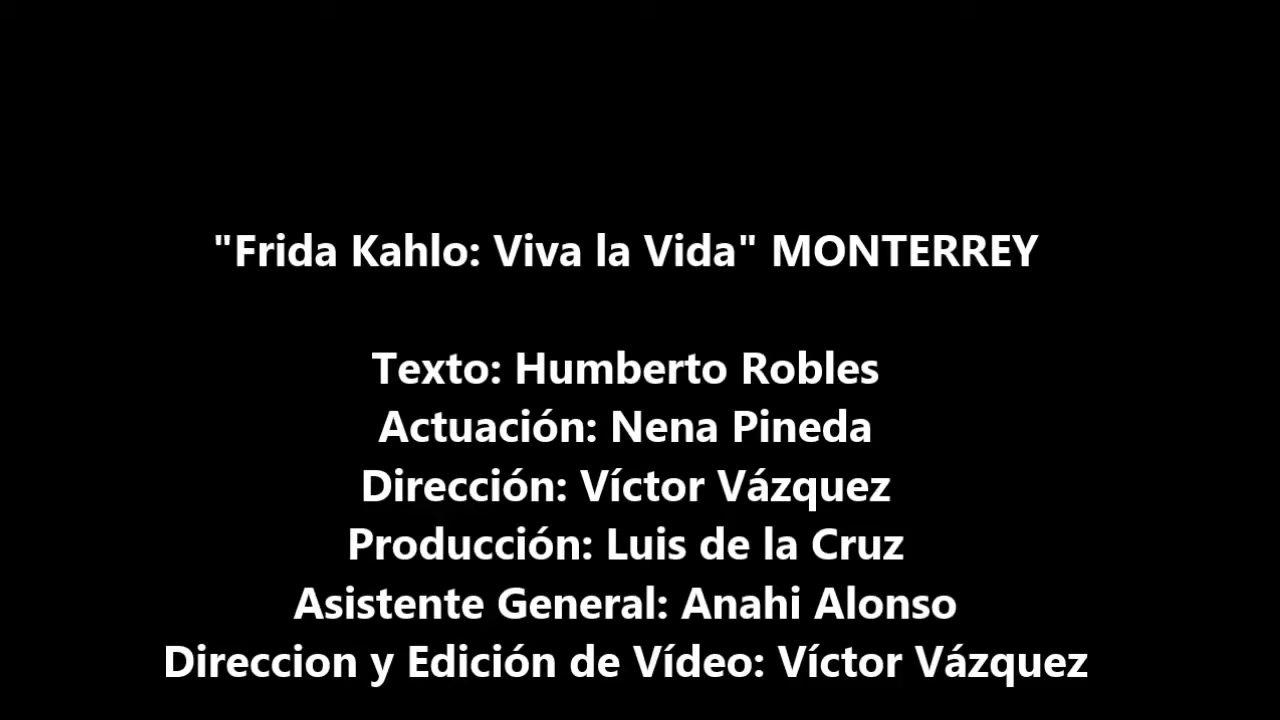 "Frida Kahlo: Viva la Vida" MONTERREY
Texto: Humberto Robles
Actuación: Nena Pineda
Dirección: Víctor Vázquez
Producción: Luis de la Cruz
Asistente General: Anahi Alonso
Direccion y Edición de Vídeo: Víctor Vázquez